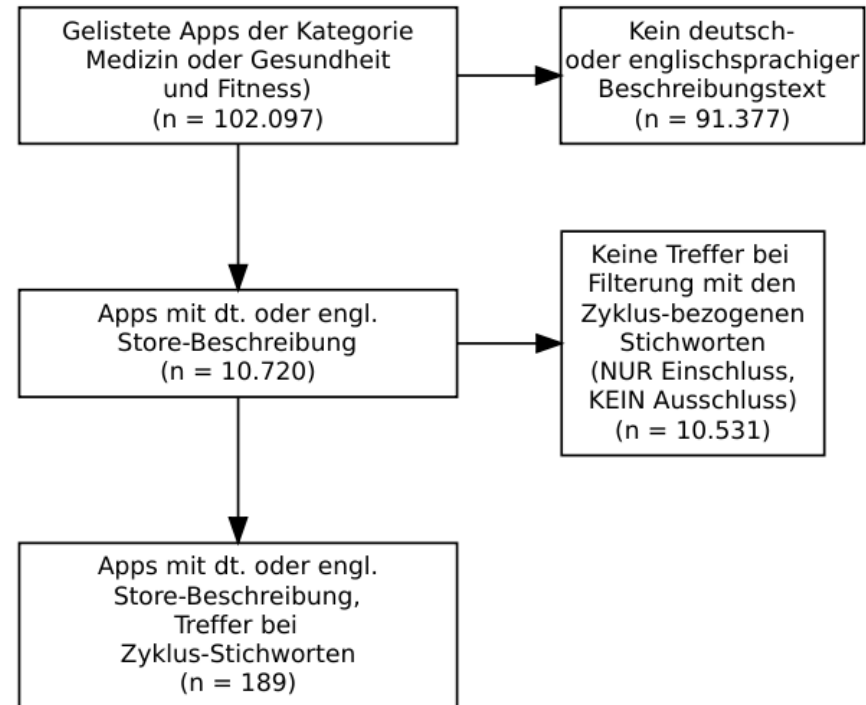 Gelistete Apps der Kategorie
Medizin oder Gesundheit
und Fitness)
(n = 102.097)
Kein deutsch-
oder englischsprachiger
Beschreibungstext
(n = 91.377)
Apps mit dt. oder engl.
Store-Beschreibung
(n = 10.720)
Keine Treffer bei
Filterung mit den
Zyklus-bezogenen
Stichworten
(NUR Einschluss,
KEIN Ausschluss)
(n = 10.531)
Apps mit dt. oder engl.
Store-Beschreibung,
Treffer bei
Zyklus-Stichworten
(n = 189)